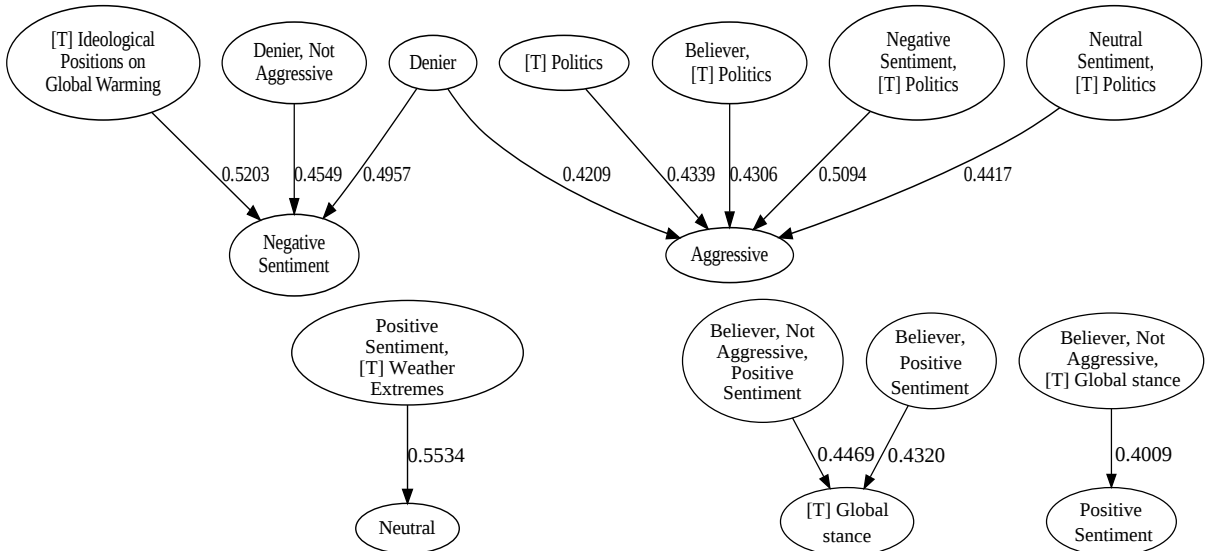 [T] Ideological
Positions on
Global Warming
Denier, Not
Aggressive
Denier
[T] Politics
Believer,
[T] Politics
Negative
Sentiment,
[T] Politics
Neutral
Sentiment,
[T] Politics
0.5203
0.4549
0.4957
0.4209
0.4339
0.4306
0.5094
0.4417
Negative
Sentiment
Aggressive
Positive
Sentiment,
[T] Weather
Extremes
Believer, Not
Aggressive,
Positive
Sentiment
Believer,
Positive
Sentiment
Believer, Not
Aggressive,
[T] Global stance
0.5534
0.4469
0.4320
0.4009
Neutral
[T] Global
stance
Positive
Sentiment